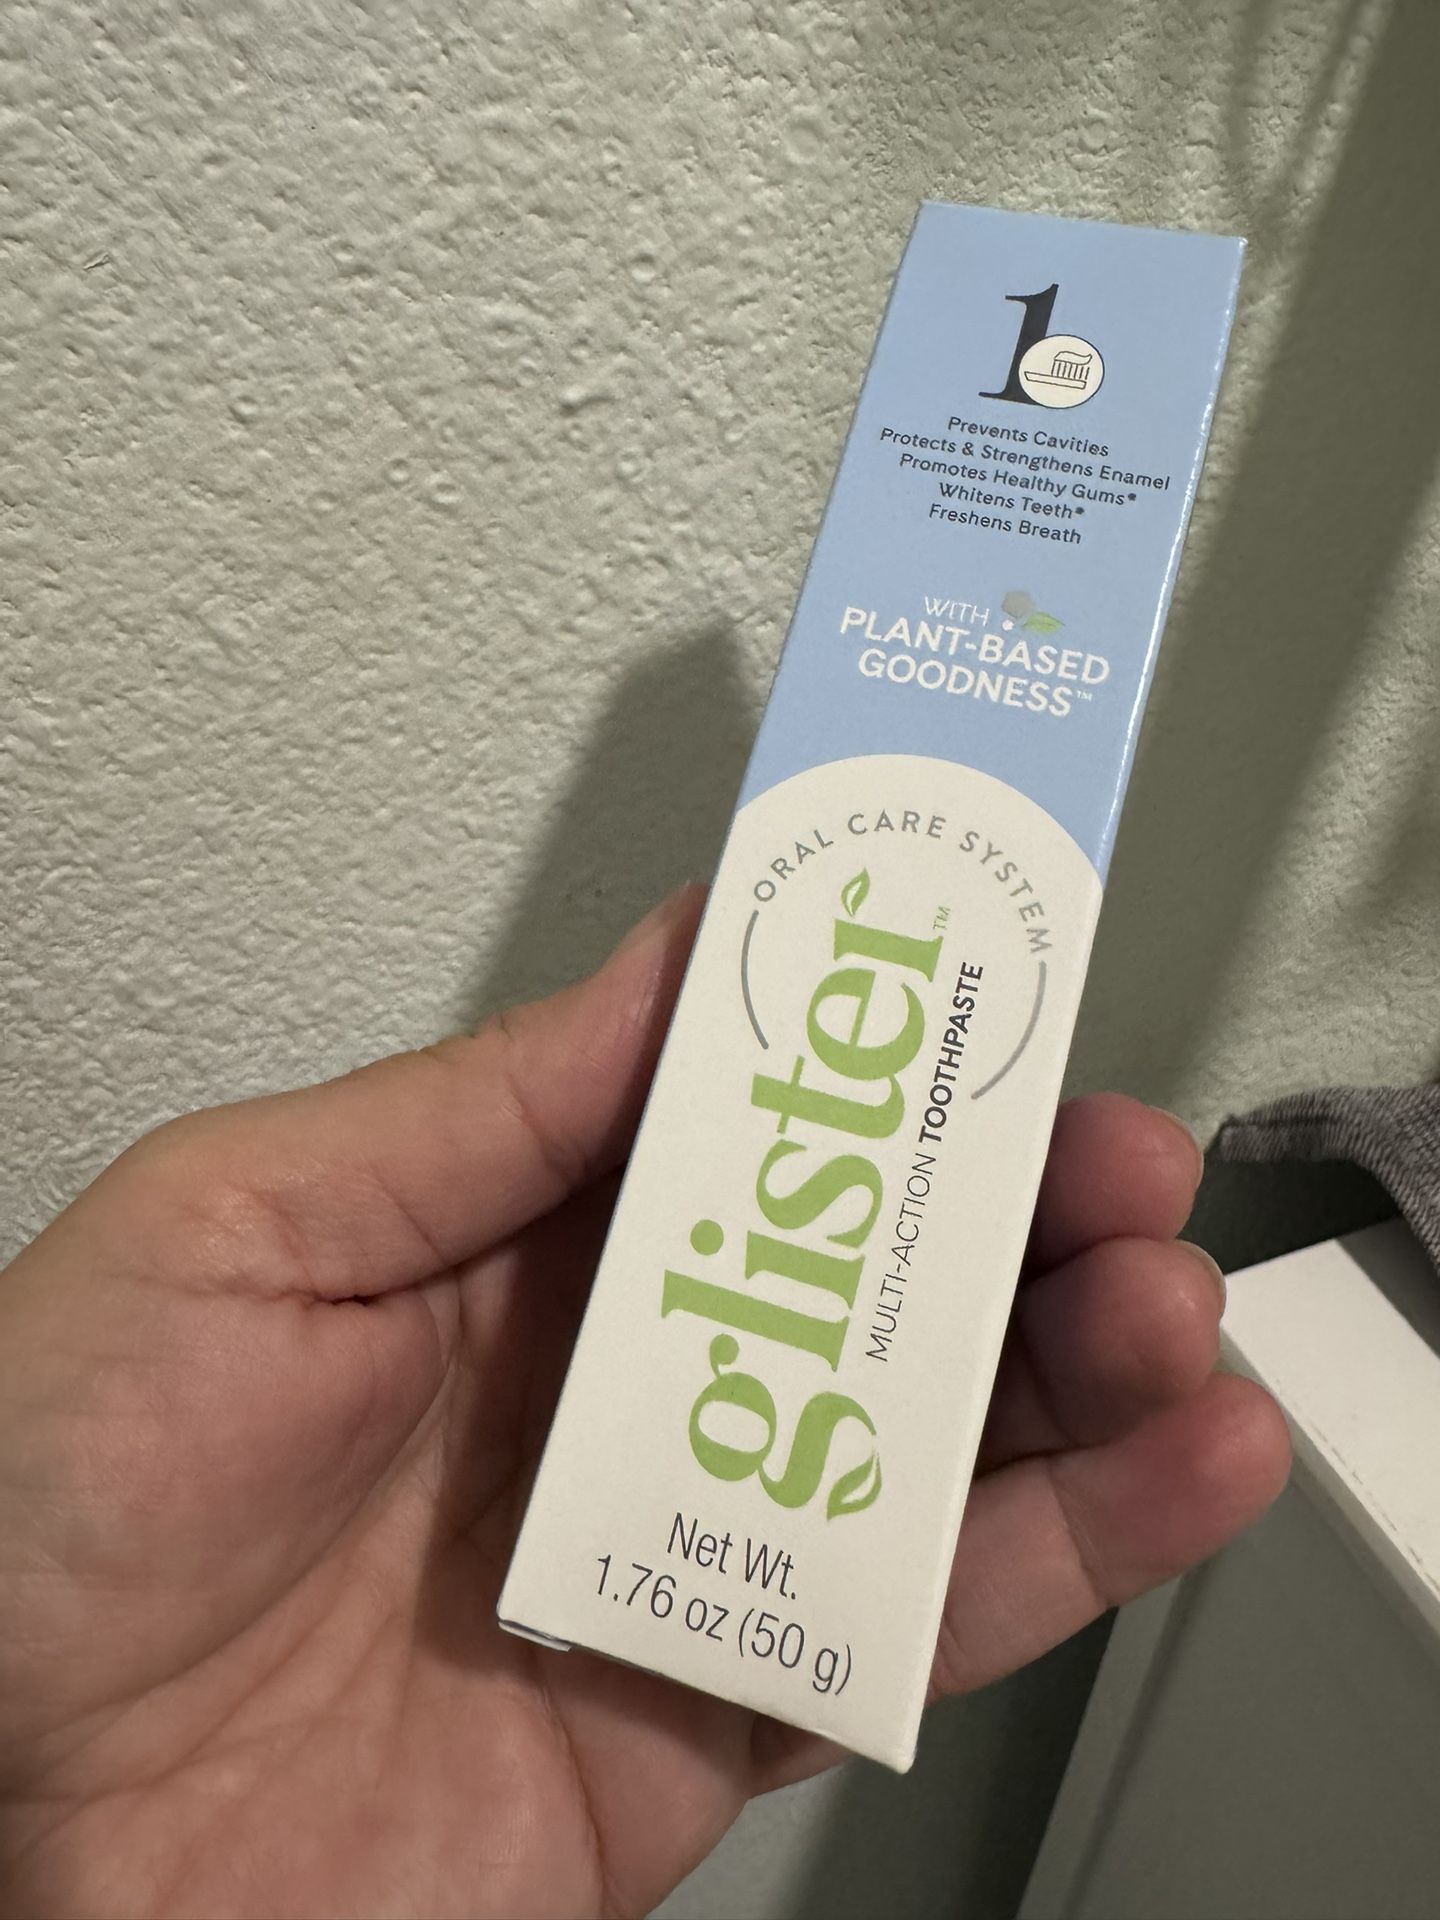 1
Prevents Cavities
Protects & Strengthens Enamel
Promotes Healthy Gums*
Whitens Teeth*
Freshens Breath
WITH
PLANT-BASED
GOODNESS™
ORAL CARE SYSTEM
glister™
MULTI-ACTION TOOTHPASTE
Net Wt.
1.76 oz (50 g)